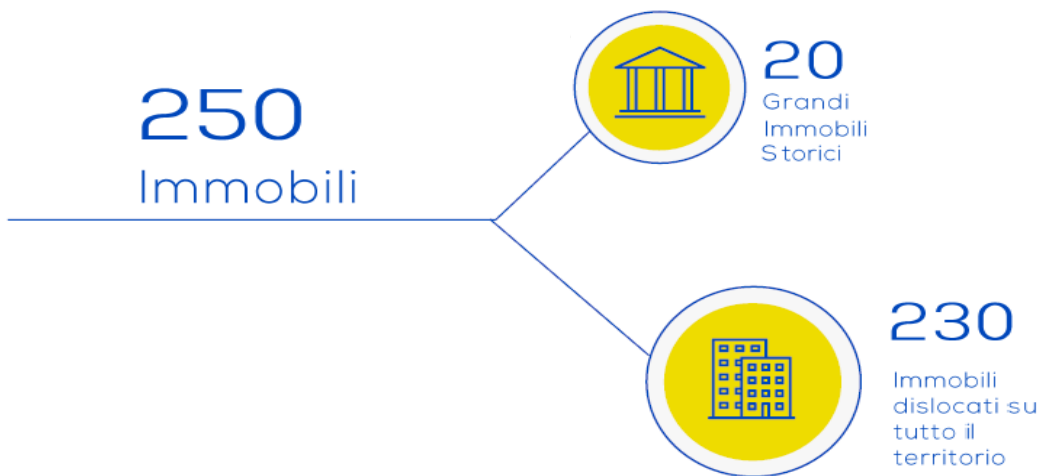 250
Immobili
20
Grandi
Immobili
Storici
230
Immobili
dislocati su
tutto il
territorio